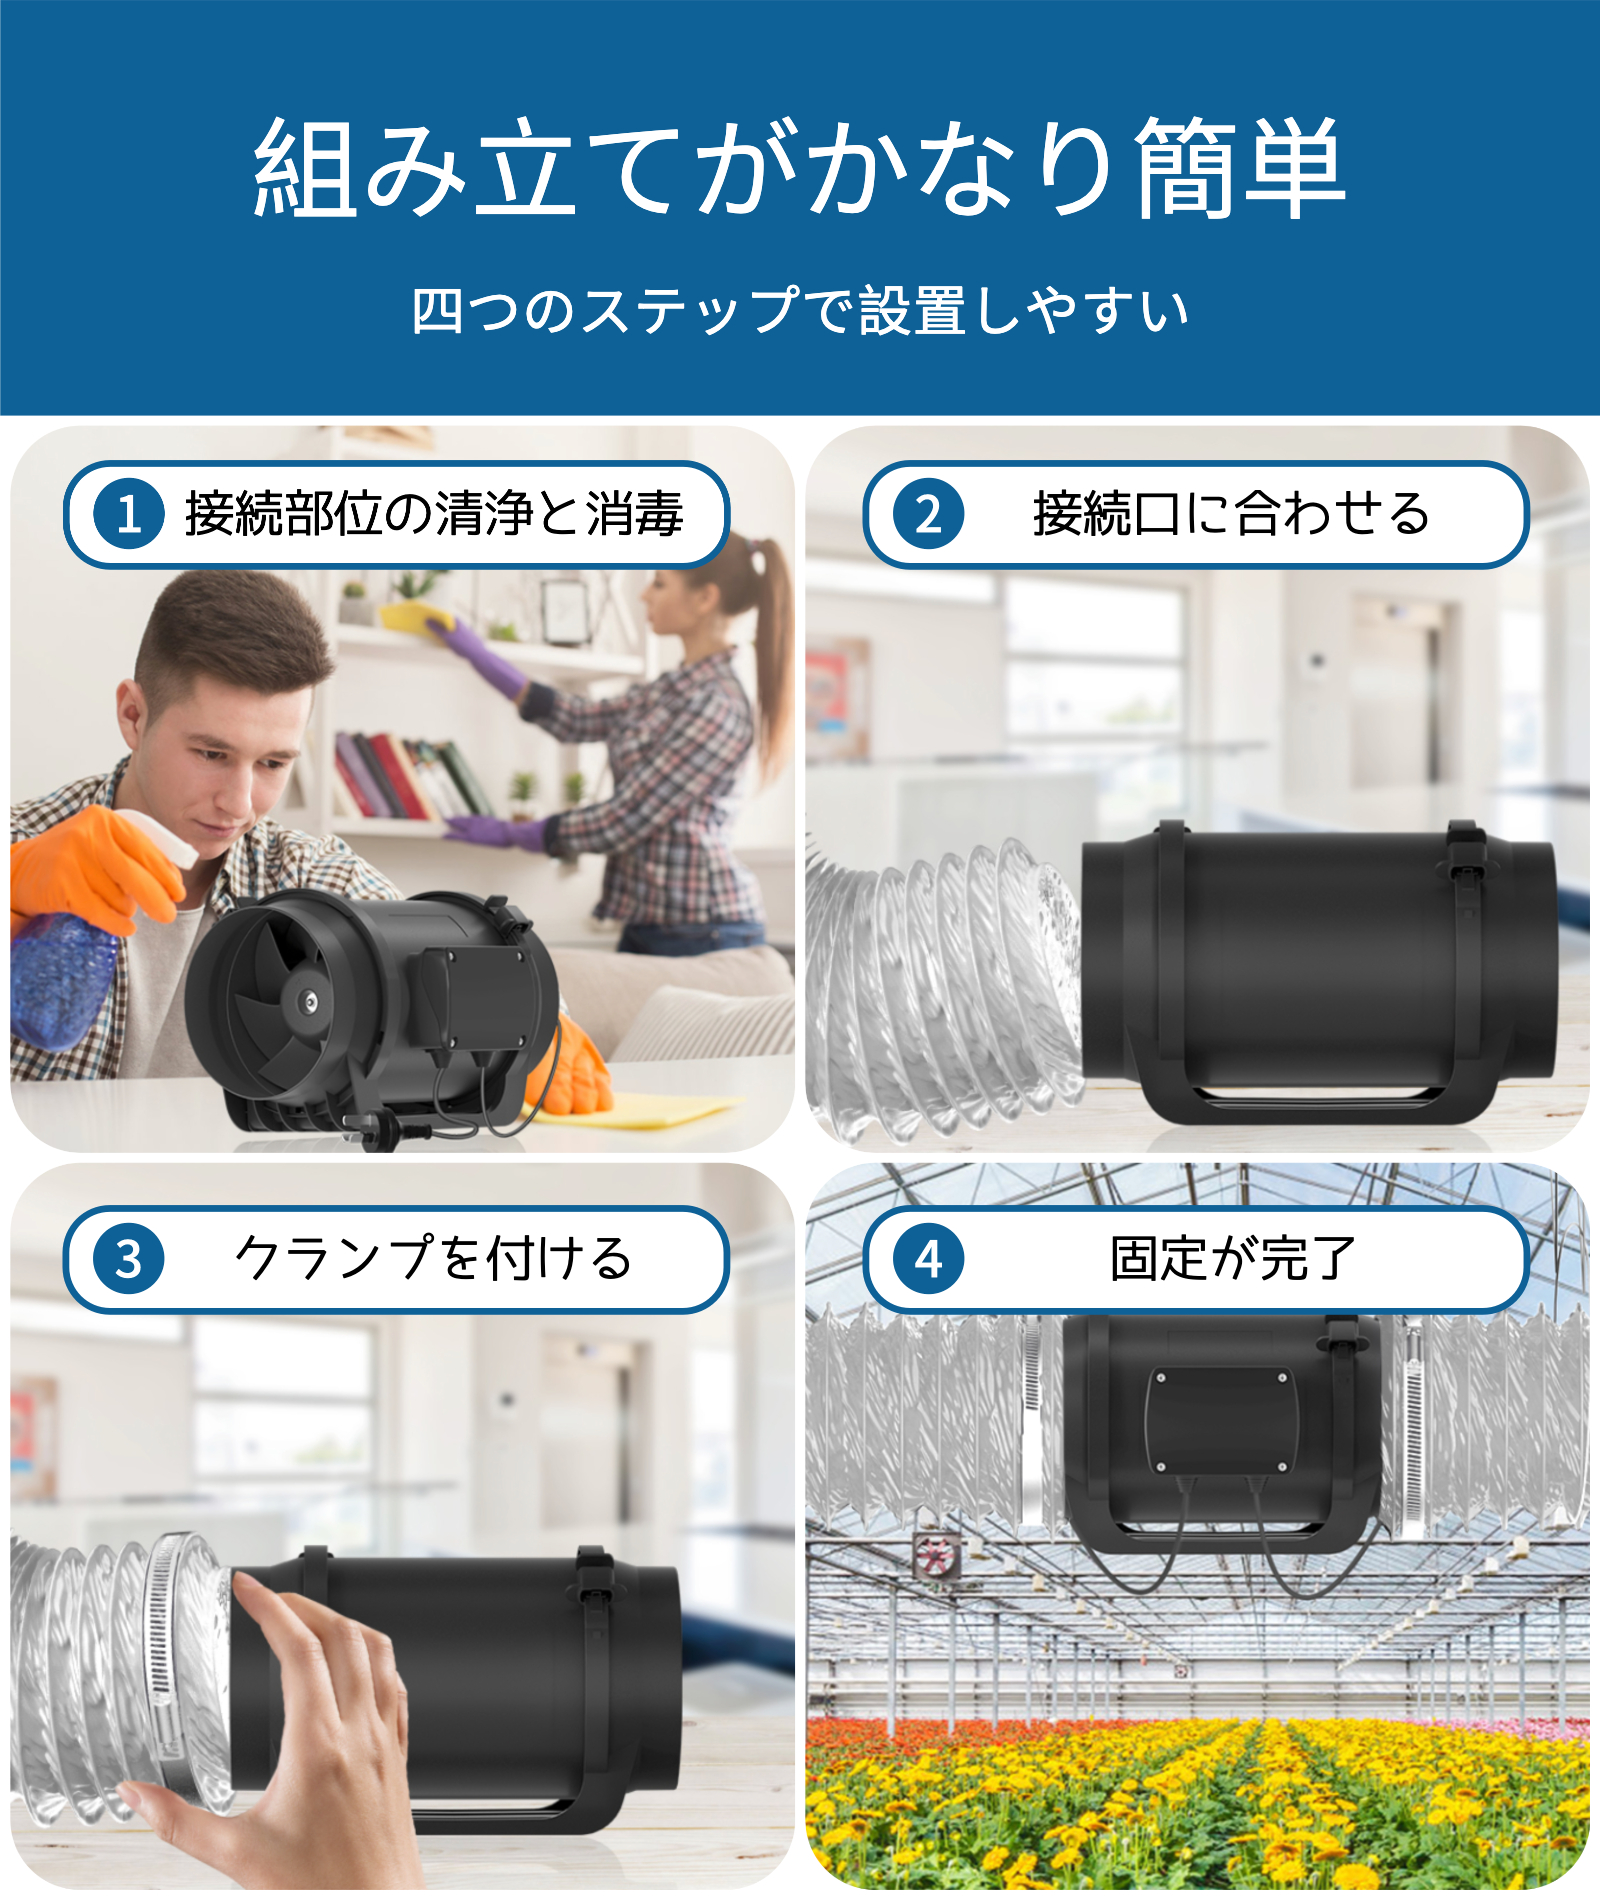 組み立てがかなり簡単
四つのステップで設置しやすい
1 接続部位の清浄と消毒
2 接続口に合わせる
3 クランプを付ける
4 固定が完了